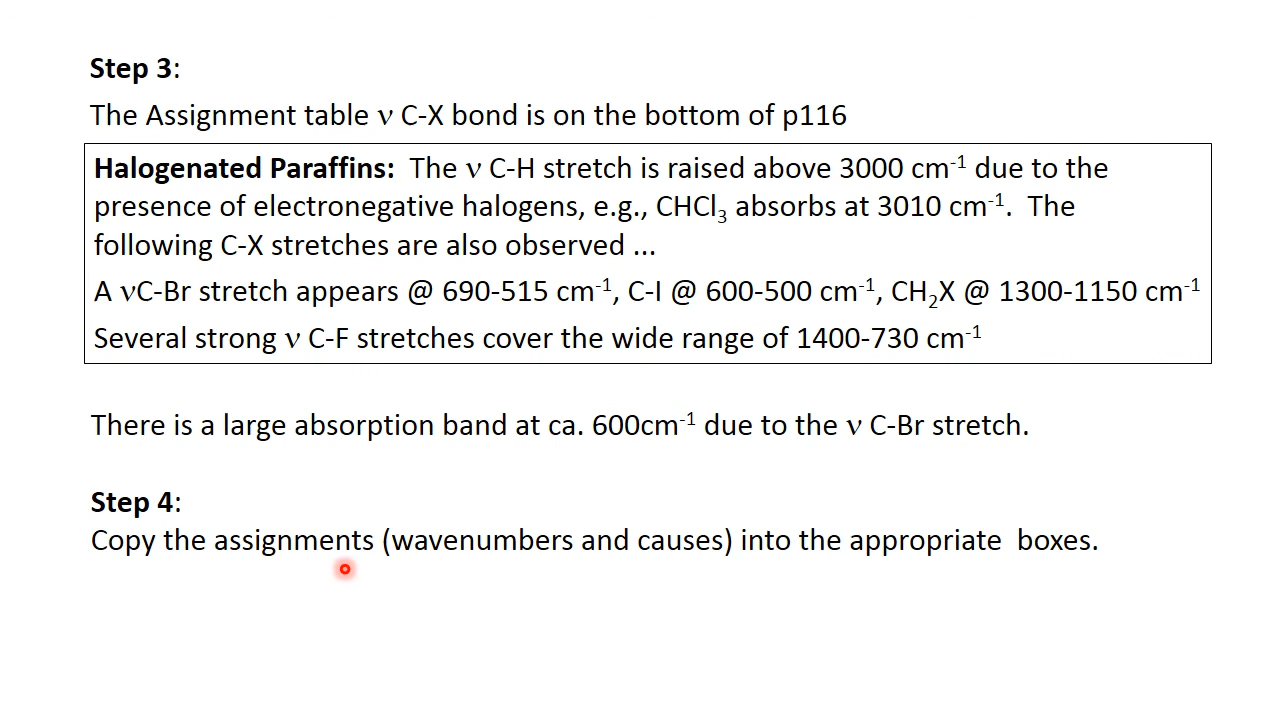 Step 3:
The Assignment table ν C-X bond is on the bottom of p116
Halogenated Paraffins:  The ν C-H stretch is raised above 3000 cm⁻¹ due to the
presence of electronegative halogens, e.g., CHCl₃ absorbs at 3010 cm⁻¹.  The
following C-X stretches are also observed ...
A νC-Br stretch appears @ 690-515 cm⁻¹, C-I @ 600-500 cm⁻¹, CH₂X @ 1300-1150 cm⁻¹
Several strong ν C-F stretches cover the wide range of 1400-730 cm⁻¹
There is a large absorption band at ca. 600cm⁻¹ due to the ν C-Br stretch.
Step 4:
Copy the assignments (wavenumbers and causes) into the appropriate  boxes.